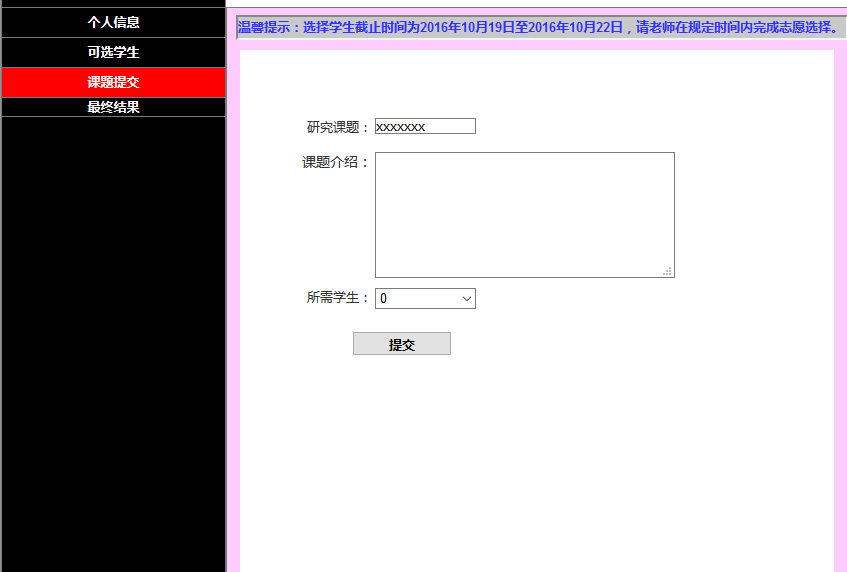 个人信息
可选学生
课题提交
最终结果
温馨提示：选择学生截止时间为2016年10月19日至2016年10月22日，请老师在规定时间内完成志愿选择。
研究课题： xxxxxxx
课题介绍：
所需学生： 0
提交